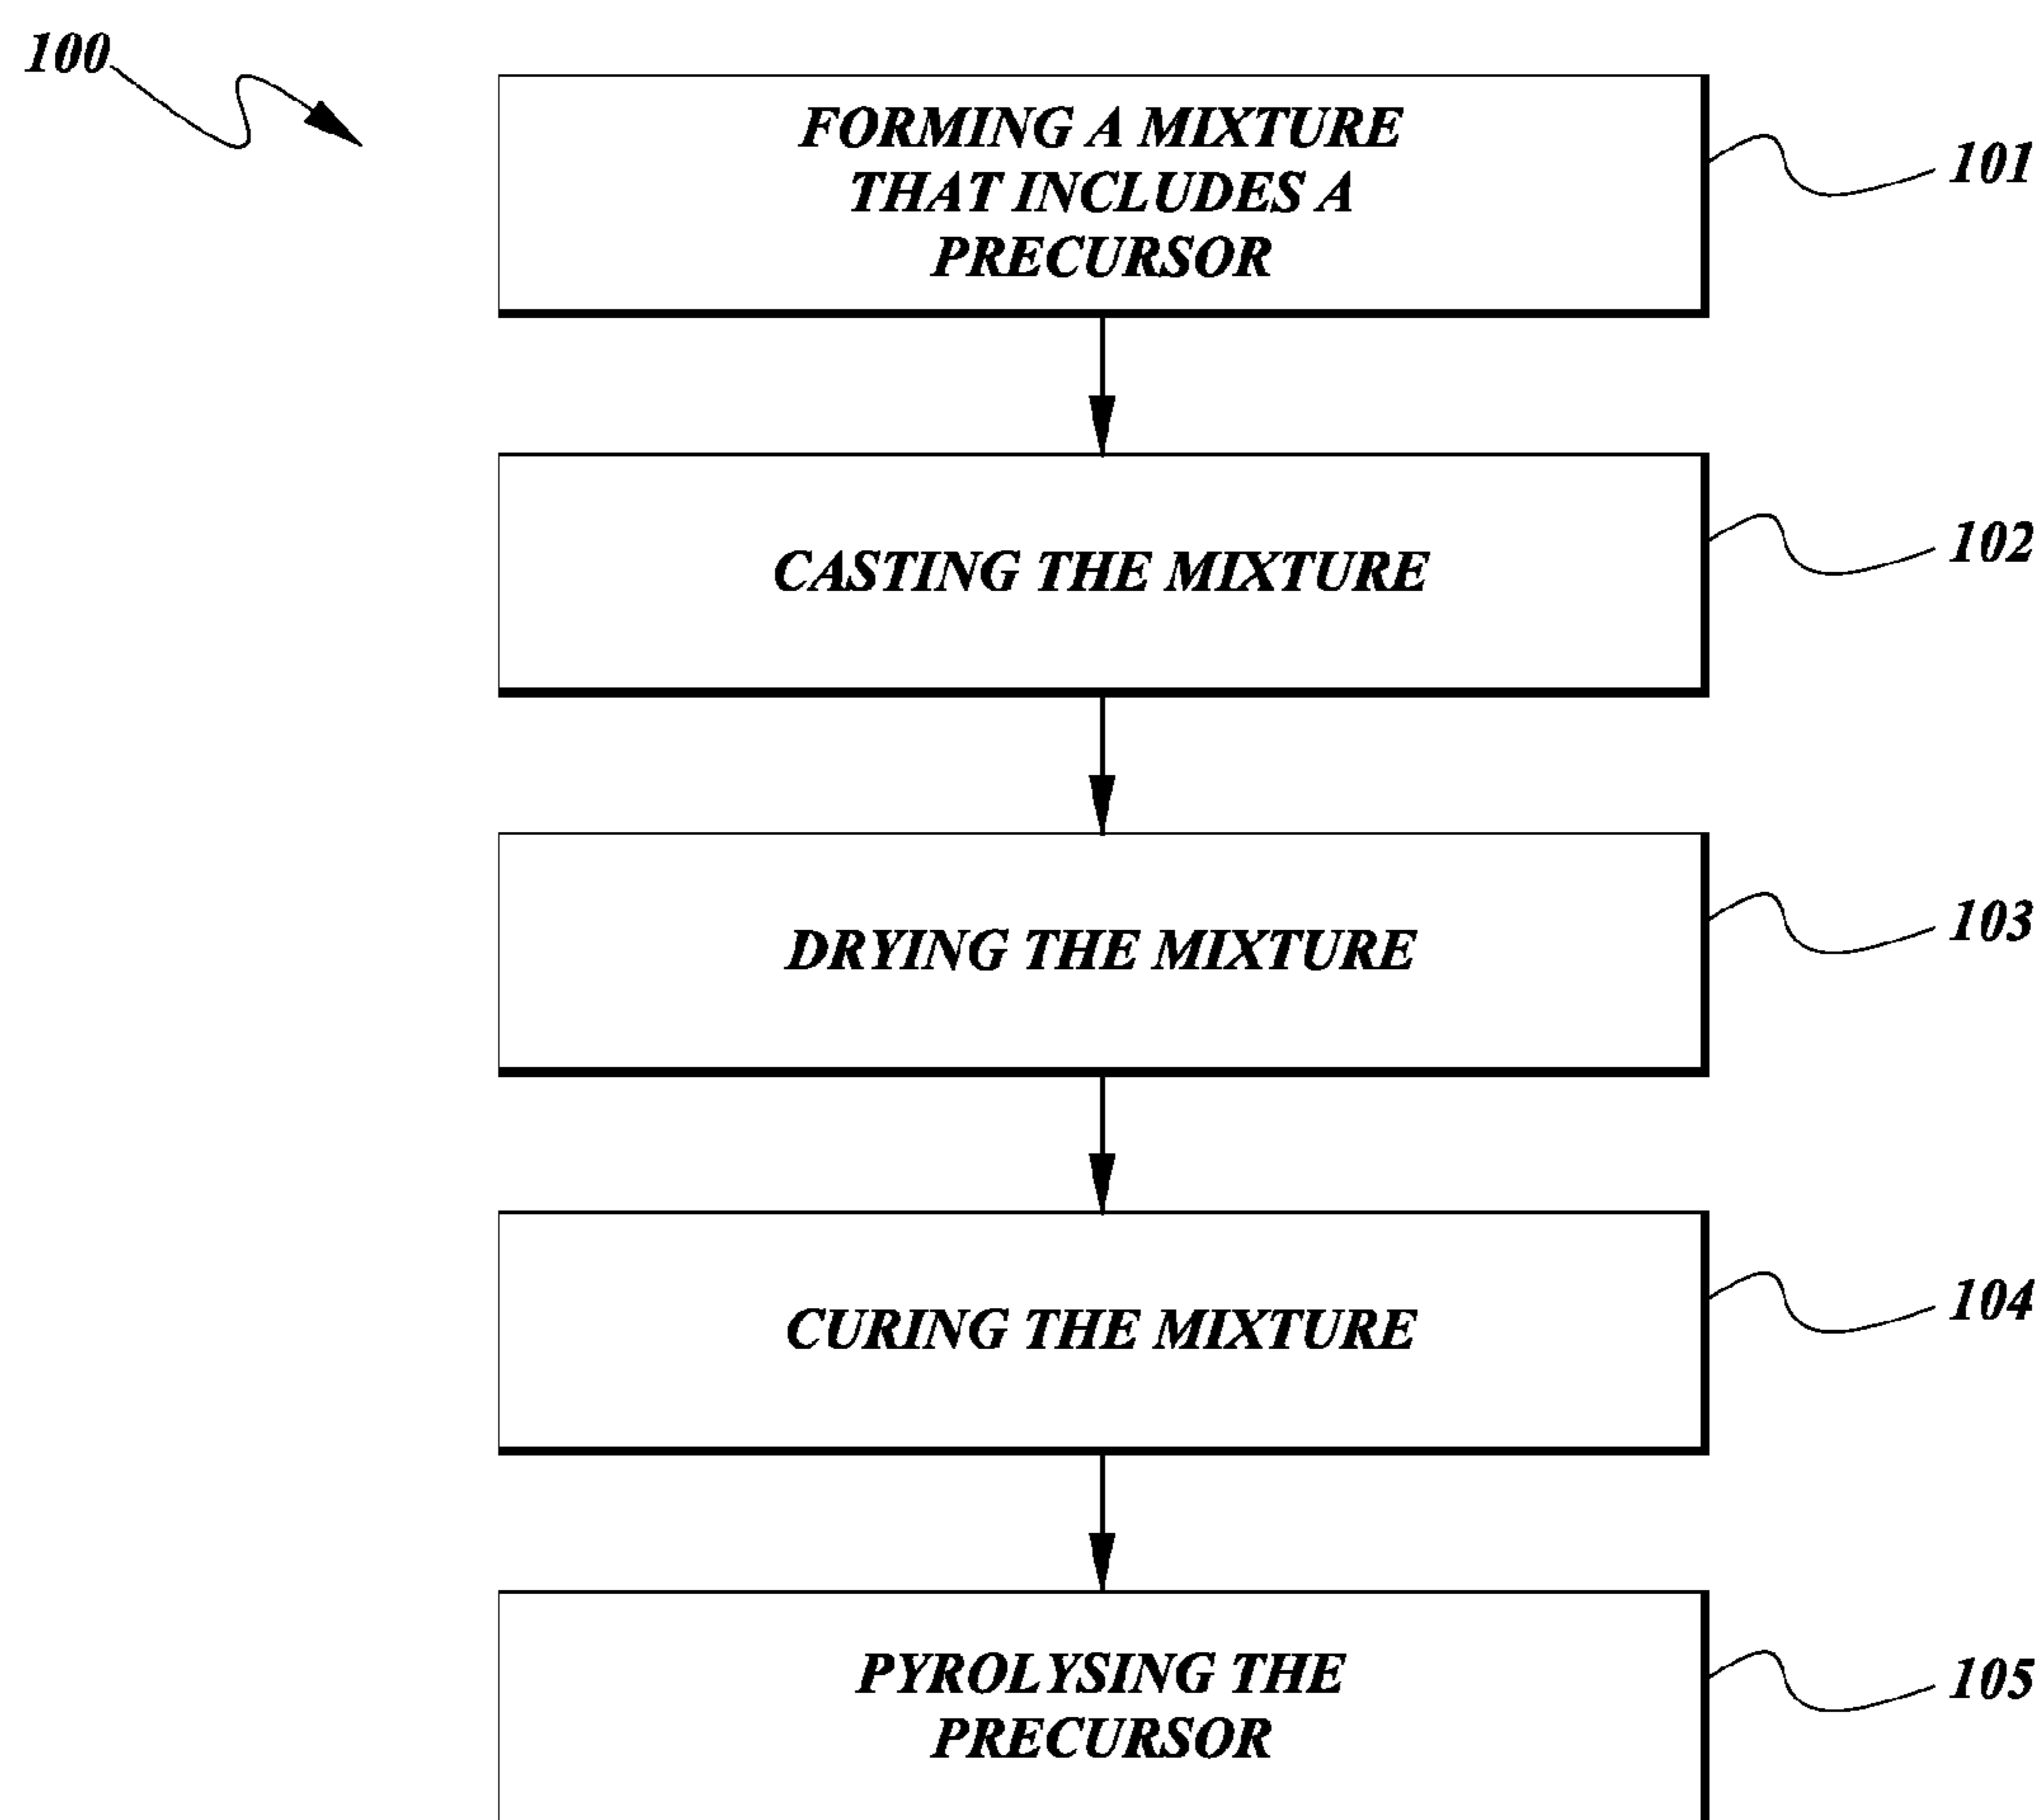 100
FORMING A MIXTURE
THAT INCLUDES A
PRECURSOR
101
CASTING THE MIXTURE
102
DRYING THE MIXTURE
103
CURING THE MIXTURE
104
PYROLYSING THE
PRECURSOR
105